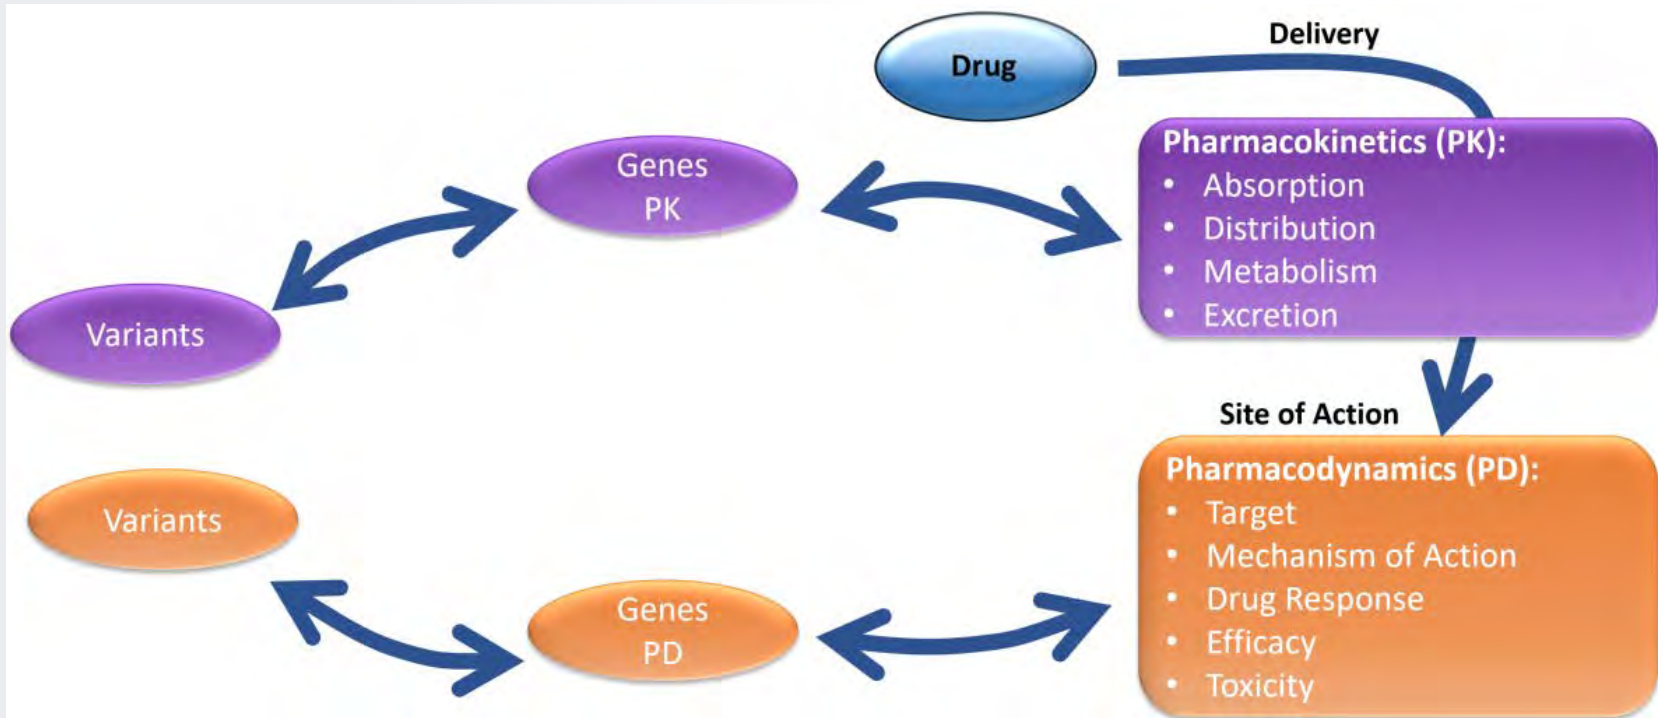 Drug
Delivery
Genes
PK
Variants
Pharmacokinetics (PK):
• Absorption
• Distribution
• Metabolism
• Excretion
Site of Action
Variants
Genes
PD
Pharmacodynamics (PD):
• Target
• Mechanism of Action
• Drug Response
• Efficacy
• Toxicity